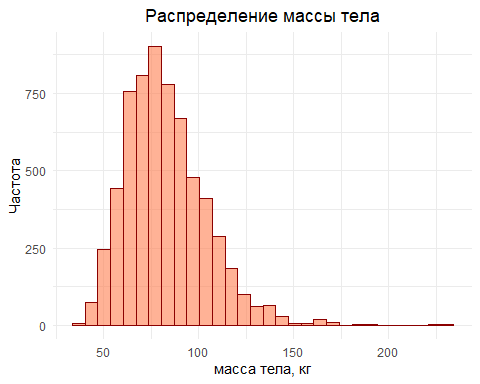 Распределение массы тела
Частота
750
500
250
0
50 100 150 200
масса тела, кг